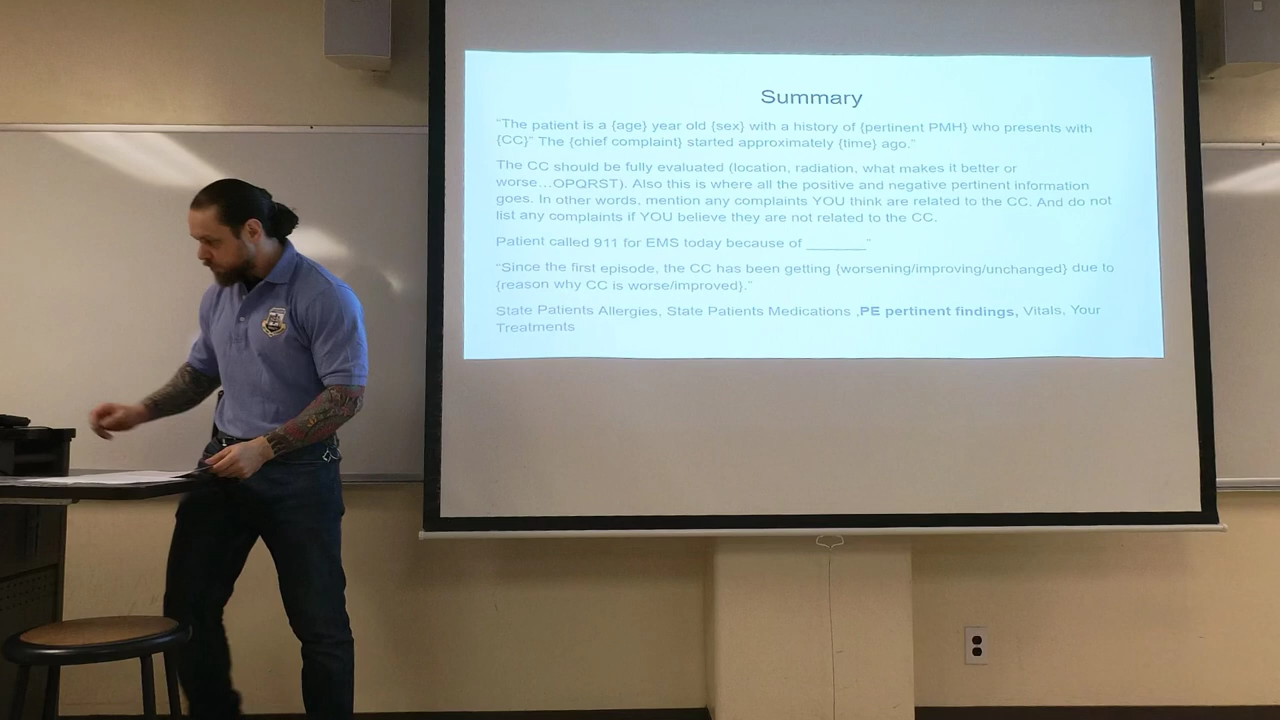 Summary
“The patient is a {age} year old {sex} with a history of {pertinent PMH} who presents with
{CC}” The {chief complaint} started approximately {time} ago.”
The CC should be fully evaluated (location, radiation, what makes it better or
worse…OPQRST). Also this is where all the positive and negative pertinent information
goes. In other words, mention any complaints YOU think are related to the CC. And do not
list any complaints if YOU believe they are not related to the CC.
Patient called 911 for EMS today because of _______”
“Since the first episode, the CC has been getting {worsening/improving/unchanged} due to
{reason why CC is worse/improved}.”
State Patients Allergies, State Patients Medications ,PE pertinent findings, Vitals, Your
Treatments